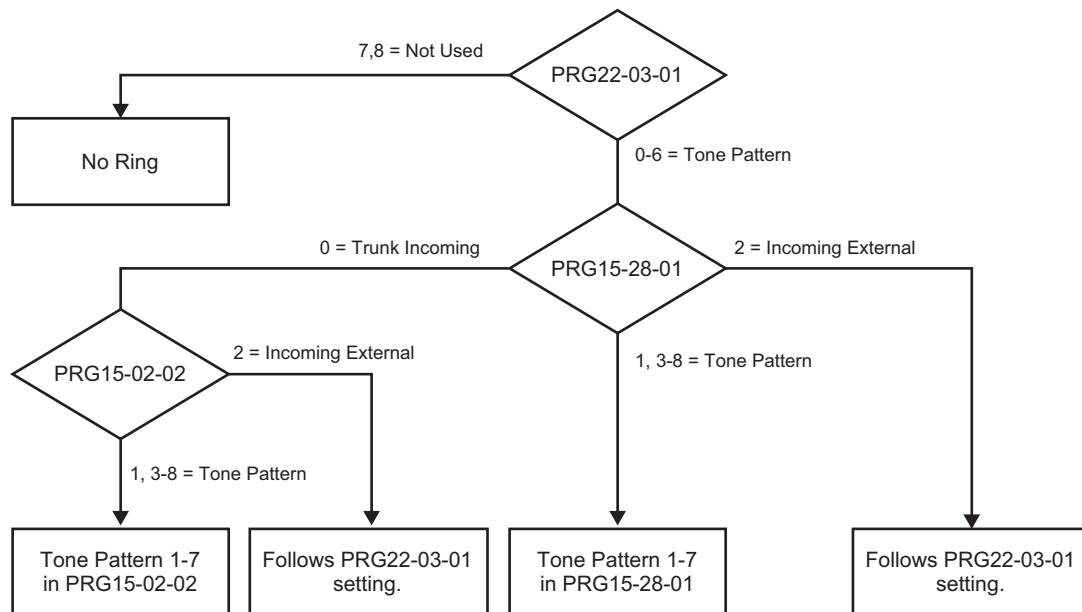 7,8 = Not Used
PRG22-03-01
No Ring
0-6 = Tone Pattern
0 = Trunk Incoming
PRG15-28-01
2 = Incoming External
PRG15-02-02
2 = Incoming External
1, 3-8 = Tone Pattern
1, 3-8 = Tone Pattern
Tone Pattern 1-7
in PRG15-02-02
Follows PRG22-03-01
setting.
Tone Pattern 1-7
in PRG15-28-01
Follows PRG22-03-01
setting.